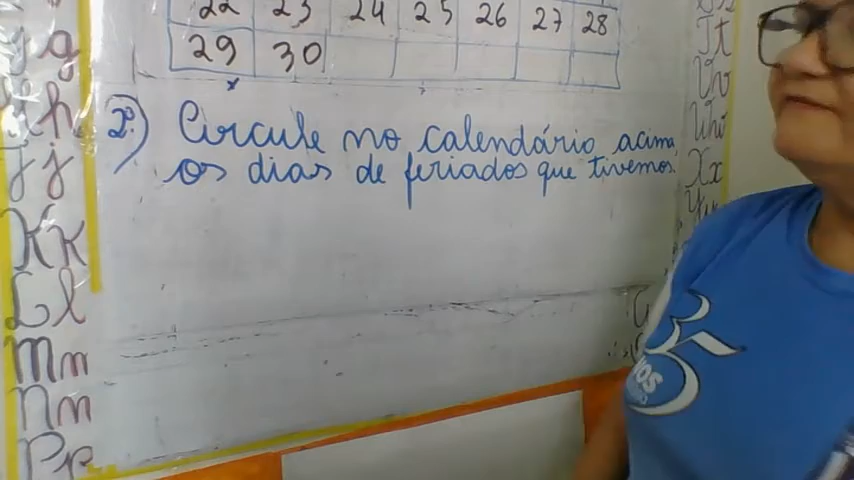 22 23 24 25 26 27 28
29 30
2º) Circule no calendário acima
os dias de feriados que tivemos.
g
h
J j
K k
L l
M m
N n
P p
T t
V v
W w
X x
Y y
35